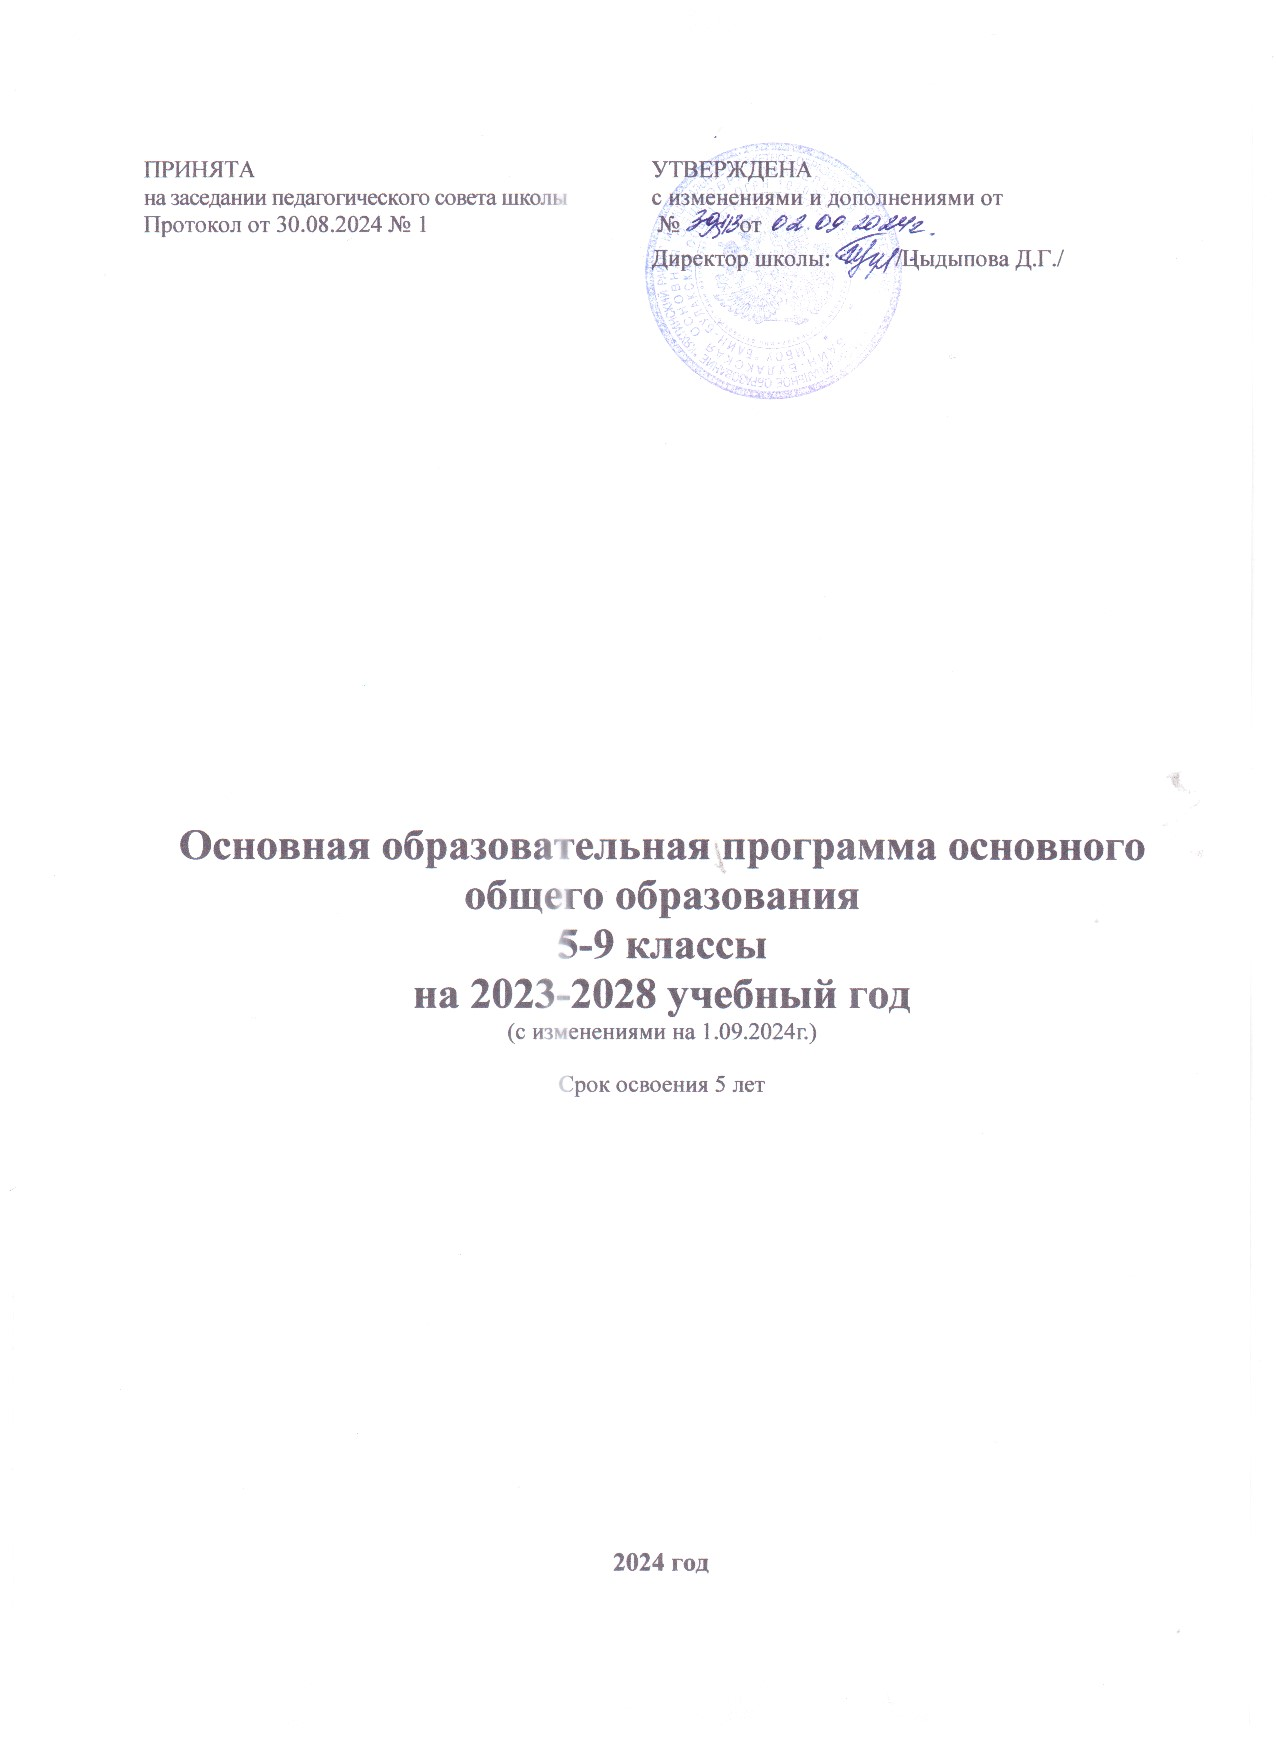 ПРИНЯТА
на заседании педагогического совета школы
Протокол от 30.08.2024 № 1
УТВЕРЖДЕНА
с изменениями и дополнениями от
№ от 02.09.2024г.
Директор школы: /Цыдыпова Д.Г./
Основная образовательная программа основного
общего образования
5-9 классы
на 2023-2028 учебный год
(с изменениями на 1.09.2024г.)
Срок освоения 5 лет
2024 год